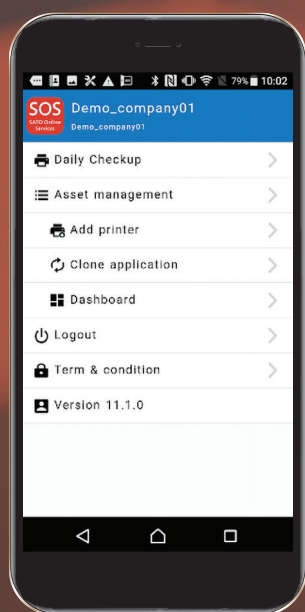 79% 10:02
SOS
SATO Online
Services
Demo_company01
Demo_company01
Daily Checkup
Asset management
Add printer
Clone application
Dashboard
Logout
Term & condition
Version 11.1.0